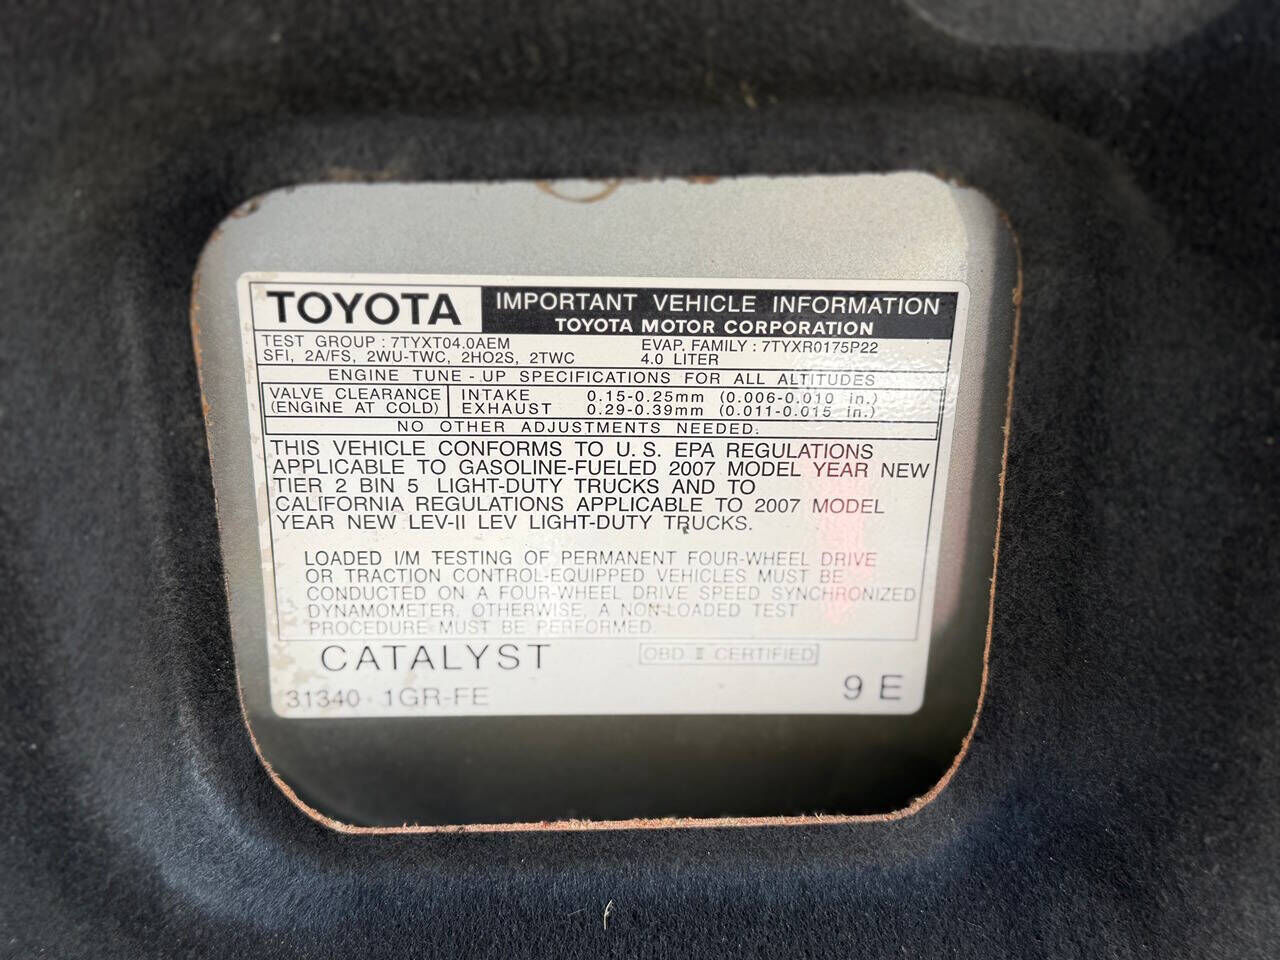 TOYOTA IMPORTANT VEHICLE INFORMATION
TOYOTA MOTOR CORPORATION
TEST GROUP : 7TYXT04.0AEM EVAP. FAMILY : 7TYXR0175P22
SFI, 2A/FS, 2WU-TWC, 2HO2S, 2TWC 4.0 LITER
ENGINE TUNE - UP SPECIFICATIONS FOR ALL ALTITUDES
VALVE CLEARANCE INTAKE 0.15-0.25mm (0.006-0.010 in.)
(ENGINE AT COLD) EXHAUST 0.29-0.39mm (0.011-0.015 in.)
NO OTHER ADJUSTMENTS NEEDED.
THIS VEHICLE CONFORMS TO U.S. EPA REGULATIONS
APPLICABLE TO GASOLINE-FUELED 2007 MODEL YEAR NEW
TIER 2 BIN 5 LIGHT-DUTY TRUCKS AND TO
CALIFORNIA REGULATIONS APPLICABLE TO 2007 MODEL
YEAR NEW LEV-II LEV LIGHT-DUTY TRUCKS.
LOADED I/M TESTING OF PERMANENT FOUR-WHEEL DRIVE
OR TRACTION CONTROL-EQUIPPED VEHICLES MUST BE
CONDUCTED ON A FOUR-WHEEL DRIVE SPEED SYNCHRONIZED
DYNAMOMETER. OTHERWISE, A NON-LOADED TEST
PROCEDURE MUST BE PERFORMED.
CATALYST OBD II CERTIFIED
31340 1GR-FE 9 E